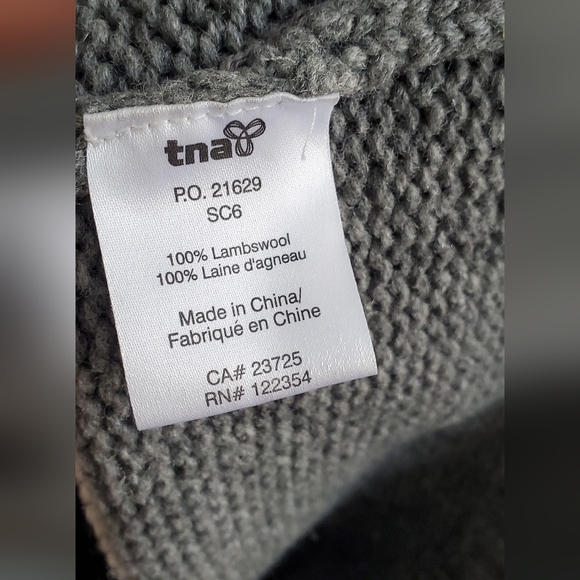 tna
P.O. 21629
SC6
100% Lambswool
100% Laine d'agneau
Made in China/
Fabriqué en Chine
CA# 23725
RN# 122354